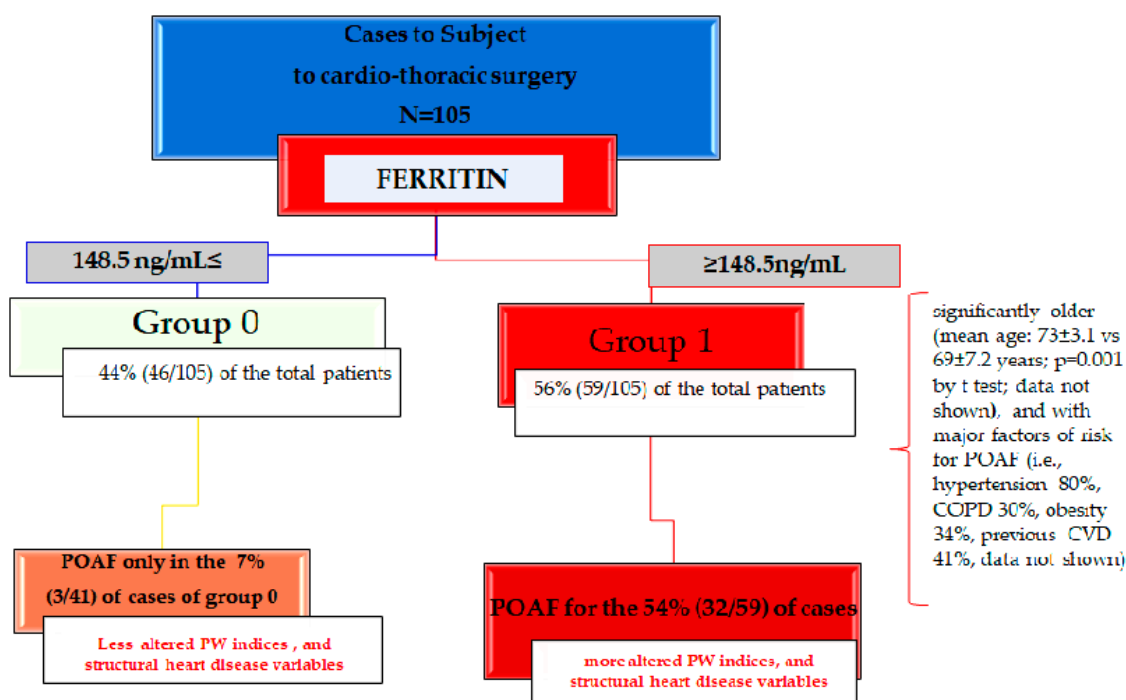 Cases to Subject
to cardio-thoracic surgery
N=105
FERRITIN
148.5 ng/mL≤
≥148.5ng/mL
Group 0
44% (46/105) of the total patients
Group 1
56% (59/105) of the total patients
significantly older
(mean age: 73±3.1 vs
69±7.2 years; p=0.001
by t test; data not
shown), and with
major factors of risk
for POAF (i.e.,
hypertension 80%,
COPD 30%, obesity
34%, previous CVD
41%, data not shown)
POAF only in the 7%
(3/41) of cases of group 0
Less altered PW indices , and
structural heart disease variables
POAF for the 54% (32/59) of cases
more altered PW indices, and
structural heart disease variables